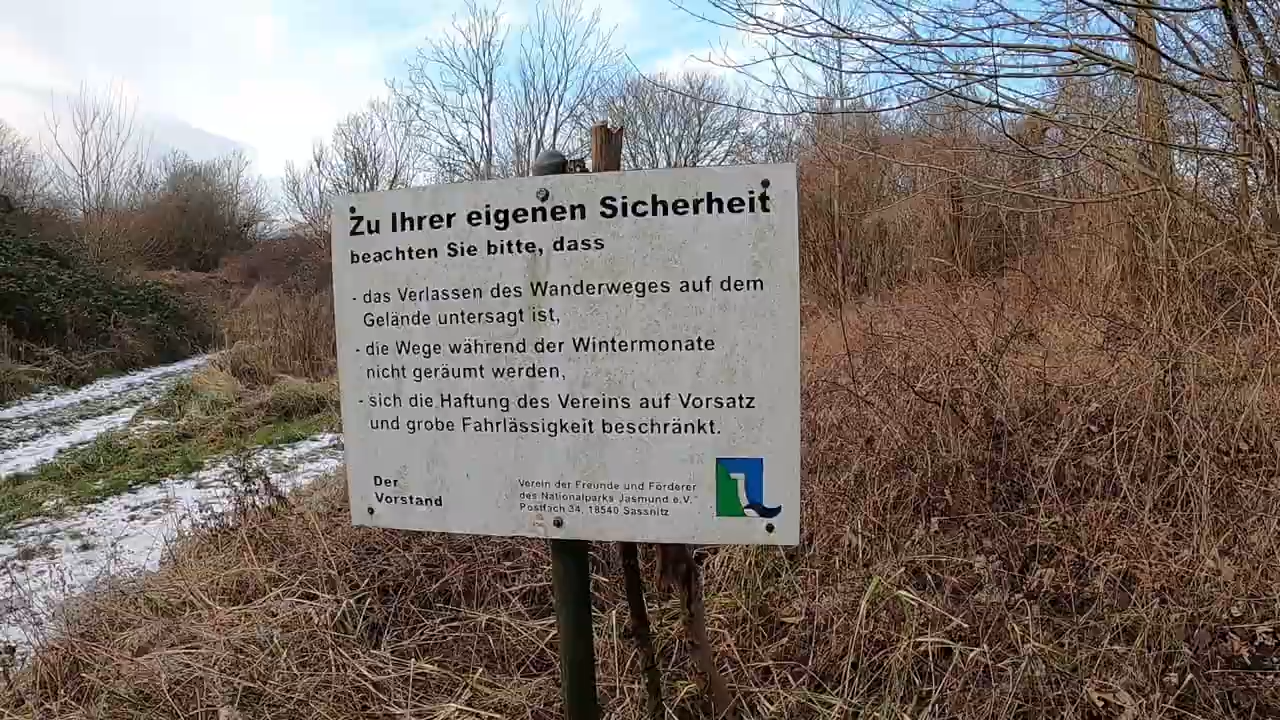 Zu Ihrer eigenen Sicherheit
beachten Sie bitte, dass
- das Verlassen des Wanderweges auf dem
Gelände untersagt ist,
- die Wege während der Wintermonate
nicht geräumt werden,
- sich die Haftung des Vereins auf Vorsatz
und grobe Fahrlässigkeit beschränkt.
Der
Vorstand
Verein der Freunde und Förderer
des Nationalparks Jasmund e.V.
Postfach 34, 18540 Sassnitz